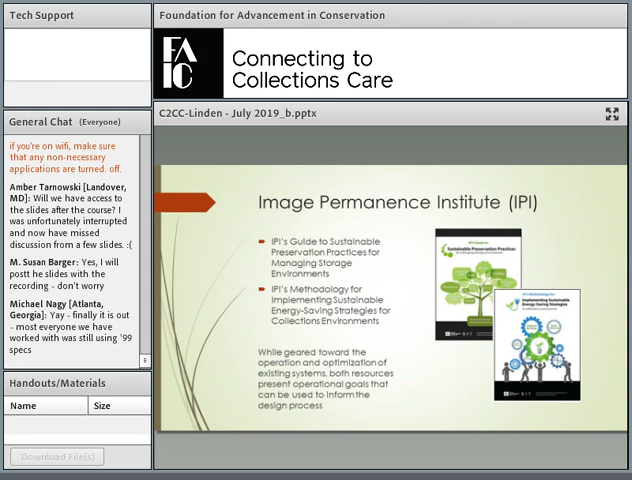 Tech Support
General Chat (Everyone)
if you're on wifi, make sure
that any non-necessary
applications are turned. off.
Amber Tarnowski [Landover,
MD]: Will we have access to
the slides after the course? I
was unfortunately interrupted
and now have missed
discussion from a few slides. :(
M. Susan Barger: Yes, I will
postt he slides with the
recording - don't worry
Michael Nagy [Atlanta,
Georgia]: Yay - finally it is out
- most everyone we have
worked with was still using '99
specs
Handouts/Materials
Name Size
Download File(s)
Foundation for Advancement in Conservation
FAIC
Connecting to
Collections Care
C2CC-Linden - July 2019_b.pptx
Image Permanence Institute (IPI)
IPI's Guide to Sustainable
Preservation Practices for
Managing Storage
Environments
IPI's Methodology for
Implementing Sustainable
Energy-Saving Strategies for
Collections Environments
While geared toward the
operation and optimization of
existing systems, both resources
present operational goals that
can be used to inform the
design process
Sustainable Preservation Practices
Implementing Sustainable
Energy-Saving Strategies